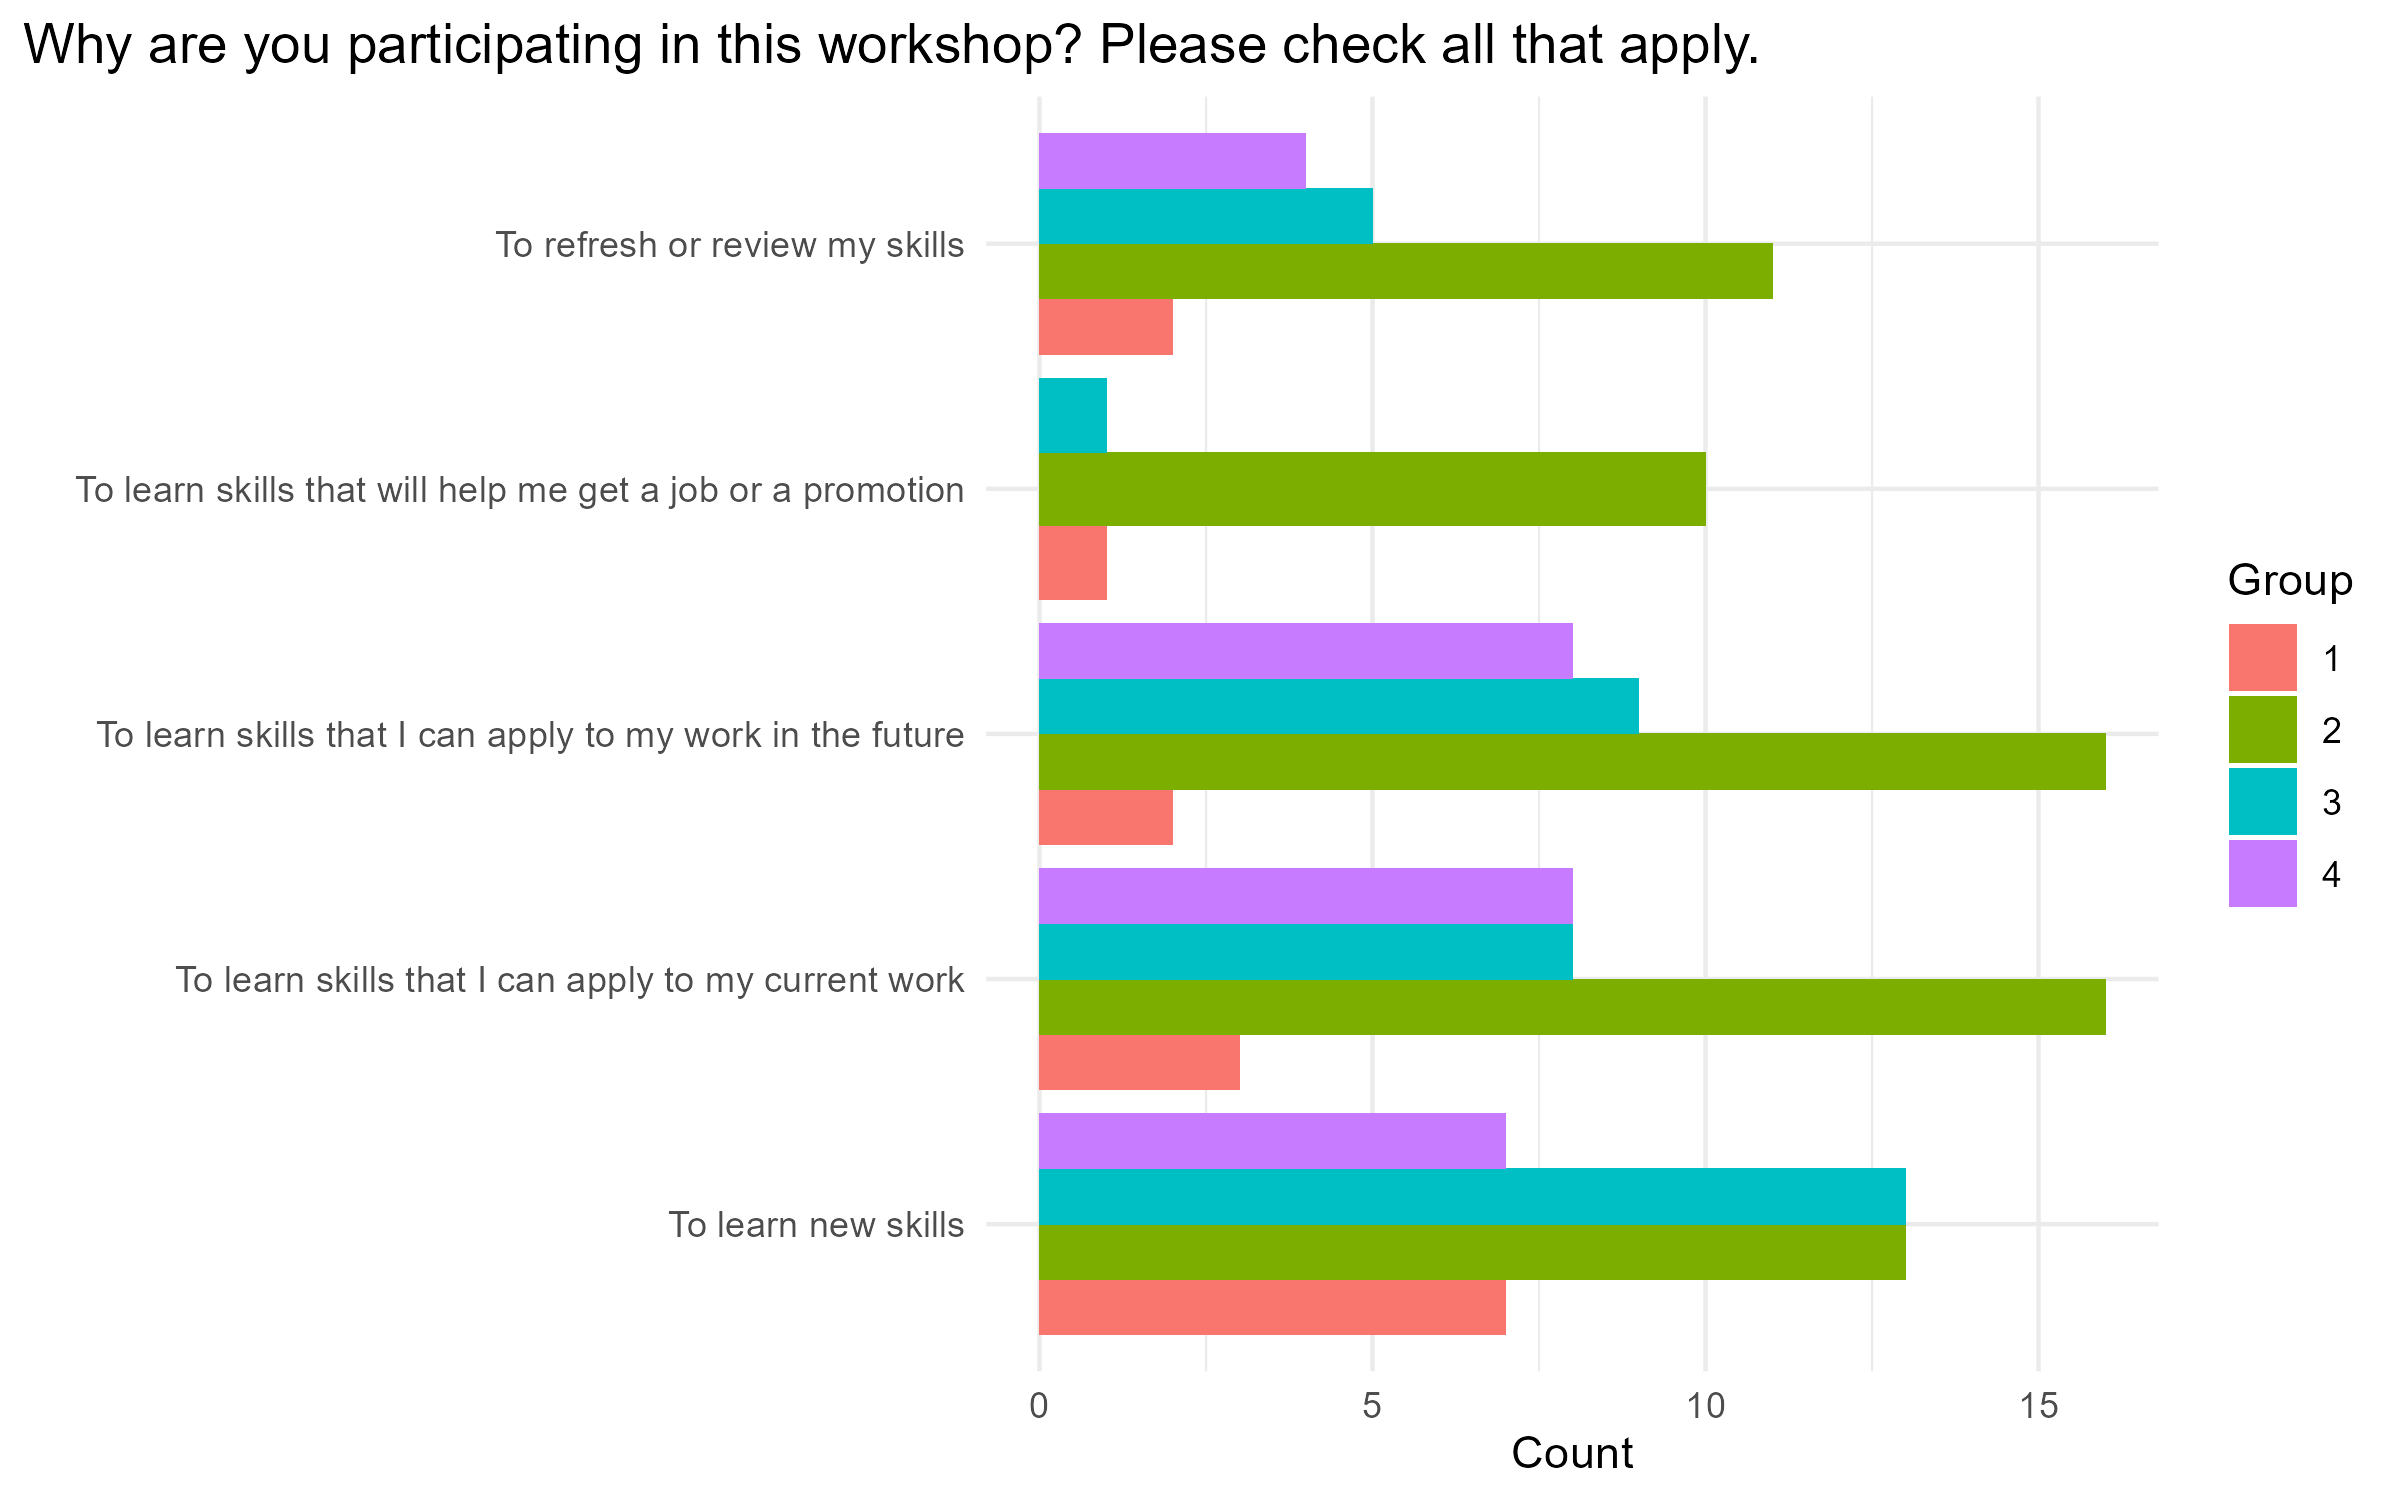 Why are you participating in this workshop? Please check all that apply.
To refresh or review my skills
To learn skills that will help me get a job or a promotion
To learn skills that I can apply to my work in the future
To learn skills that I can apply to my current work
To learn new skills
0 5 10 15
Count
Group
1
2
3
4